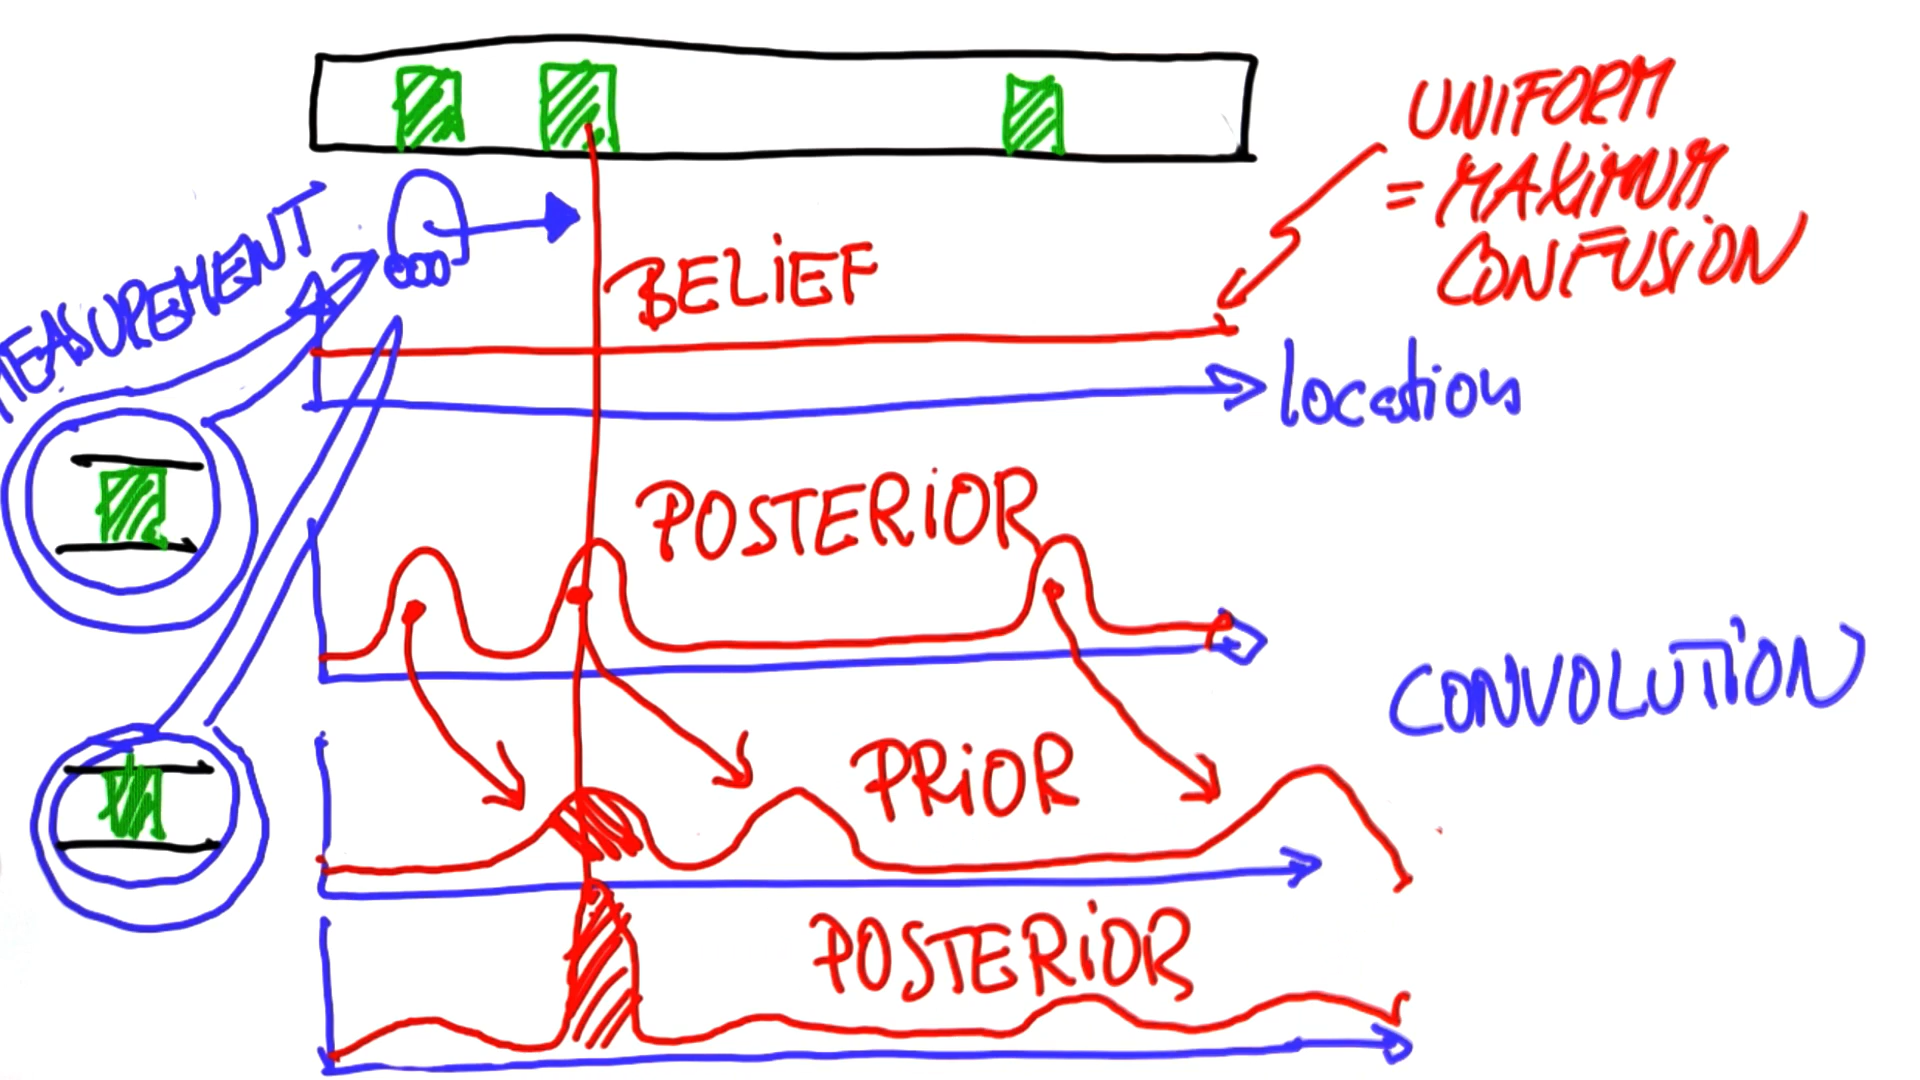 UNIFORM
= MAXIMUM
CONFUSION
MEASUREMENT
BELIEF
location
POSTERIOR
CONVOLUTION
PRIOR
POSTERIOR